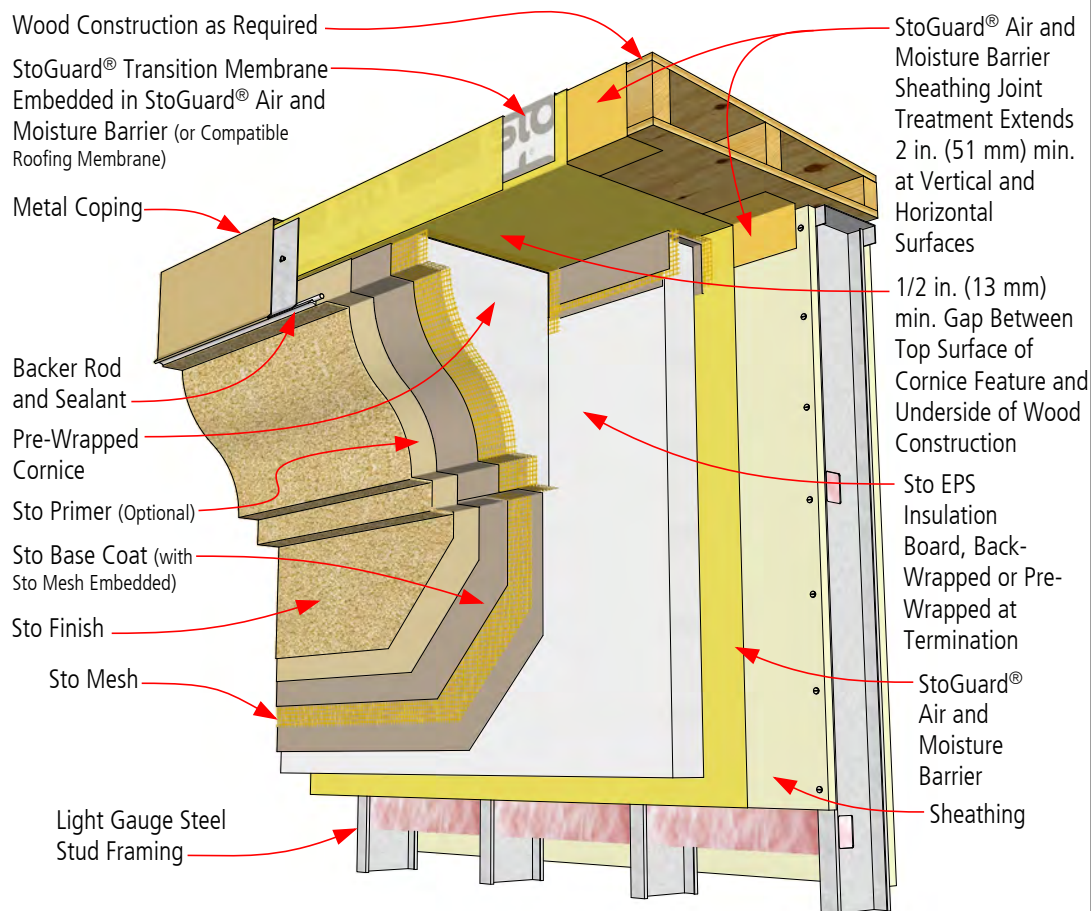 Wood Construction as Required
StoGuard® Transition Membrane
Embedded in StoGuard® Air and
Moisture Barrier (or Compatible
Roofing Membrane)
Metal Coping
Backer Rod
and Sealant
Pre-Wrapped
Cornice
Sto Primer (Optional)
Sto Base Coat (with
Sto Mesh Embedded)
Sto Finish
Sto Mesh
Light Gauge Steel
Stud Framing
sto
StoGuard® Air and
Moisture Barrier
Sheathing Joint
Treatment Extends
2 in. (51 mm) min.
at Vertical and
Horizontal
Surfaces
1/2 in. (13 mm)
min. Gap Between
Top Surface of
Cornice Feature and
Underside of Wood
Construction
Sto EPS
Insulation
Board, Back-
Wrapped or Pre-
Wrapped at
Termination
StoGuard®
Air and
Moisture
Barrier
Sheathing